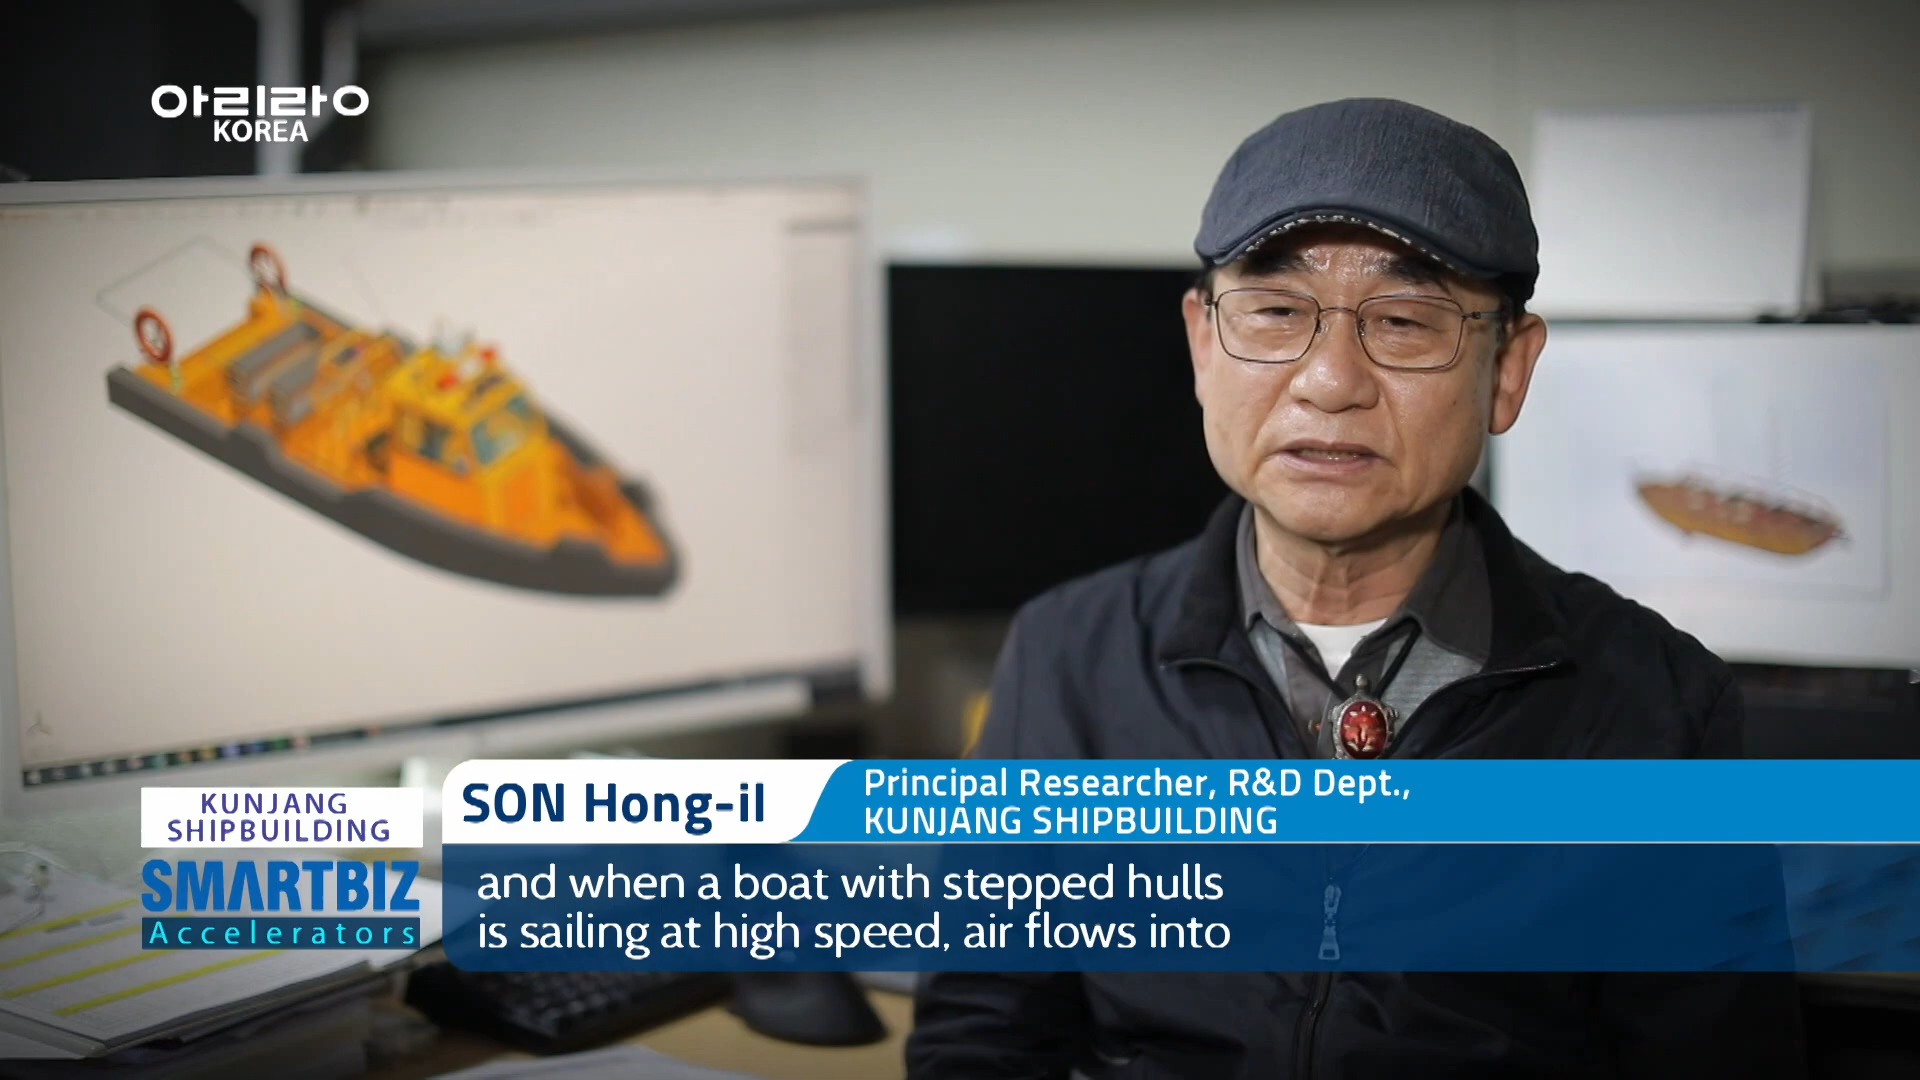 아리랑
KOREA
SON Hong-il
Principal Researcher, R&D Dept.,
KUNJANG SHIPBUILDING
KUNJANG
SHIPBUILDING
SMARTBIZ
Accelerators
and when a boat with stepped hulls
is sailing at high speed, air flows into